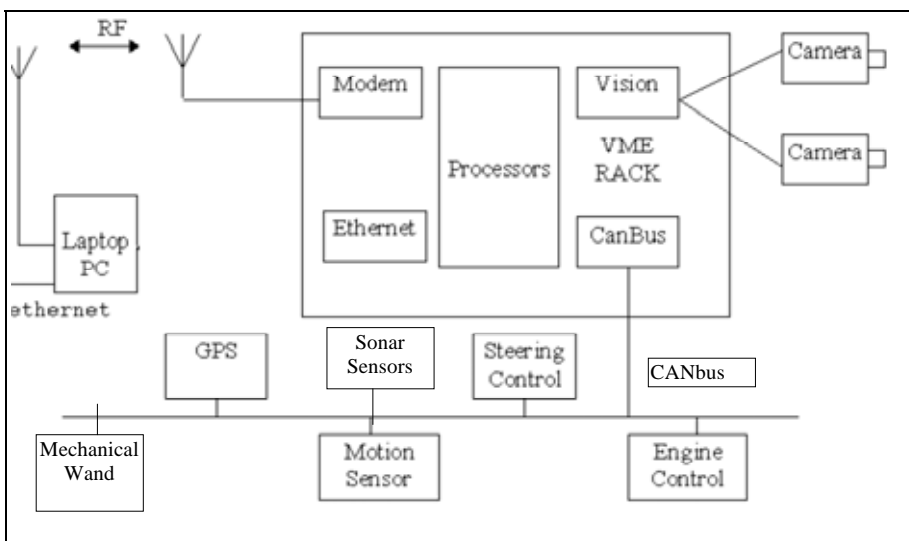 RF
Modem
Vision
Camera
Camera
Processors
VME
RACK
Ethernet
CanBus
Laptop
PC
ethernet
GPS
Sonar
Sensors
Steering
Control
CANbus
Mechanical
Wand
Motion
Sensor
Engine
Control